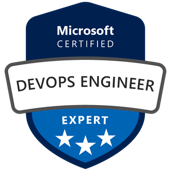 Microsoft
CERTIFIED
DEVOPS ENGINEER
EXPERT